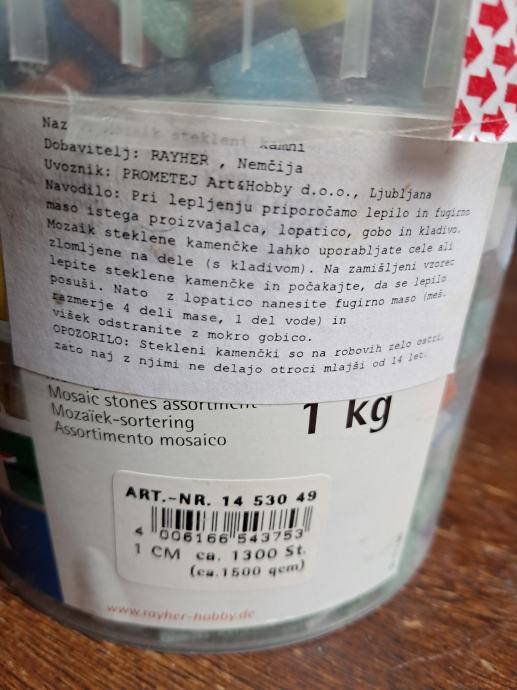 Naz Mozaik stekleni kamni
Dobavitelj: RAYHER , Nemčija
Uvoznik: PROMETEJ Art&Hobby d.o.o., Ljubljana
Navodilo: Pri lepljenju priporočamo lepilo in fugirno
maso istega proizvajalca, lopatico, gobo in kladivo.
Mozaik steklene kamenčke lahko uporabljate cele ali
zlomljene na dele (s kladivom). Na zamišljeni vzorec
lepite steklene kamenčke in počakajte, da se lepilo
posuši. Nato z lopatico nanesite fugirno maso (meš.
razmerje 4 deli mase, 1 del vode) in
višek odstranite z mokro gobico.
OPOZORILO: Stekleni kamenčki so na robovih zelo ostri,
zato naj z njimi ne delajo otroci mlajši od 14 let.
Mosaic stones assortment
Mozaïek-sortering
Assortimento mosaico
1 kg
ART.-NR. 14 530 49
4 006166 543753
1 CM ca. 1300 St.
(ca.1500 qcm)
www.rayher-hobby.de